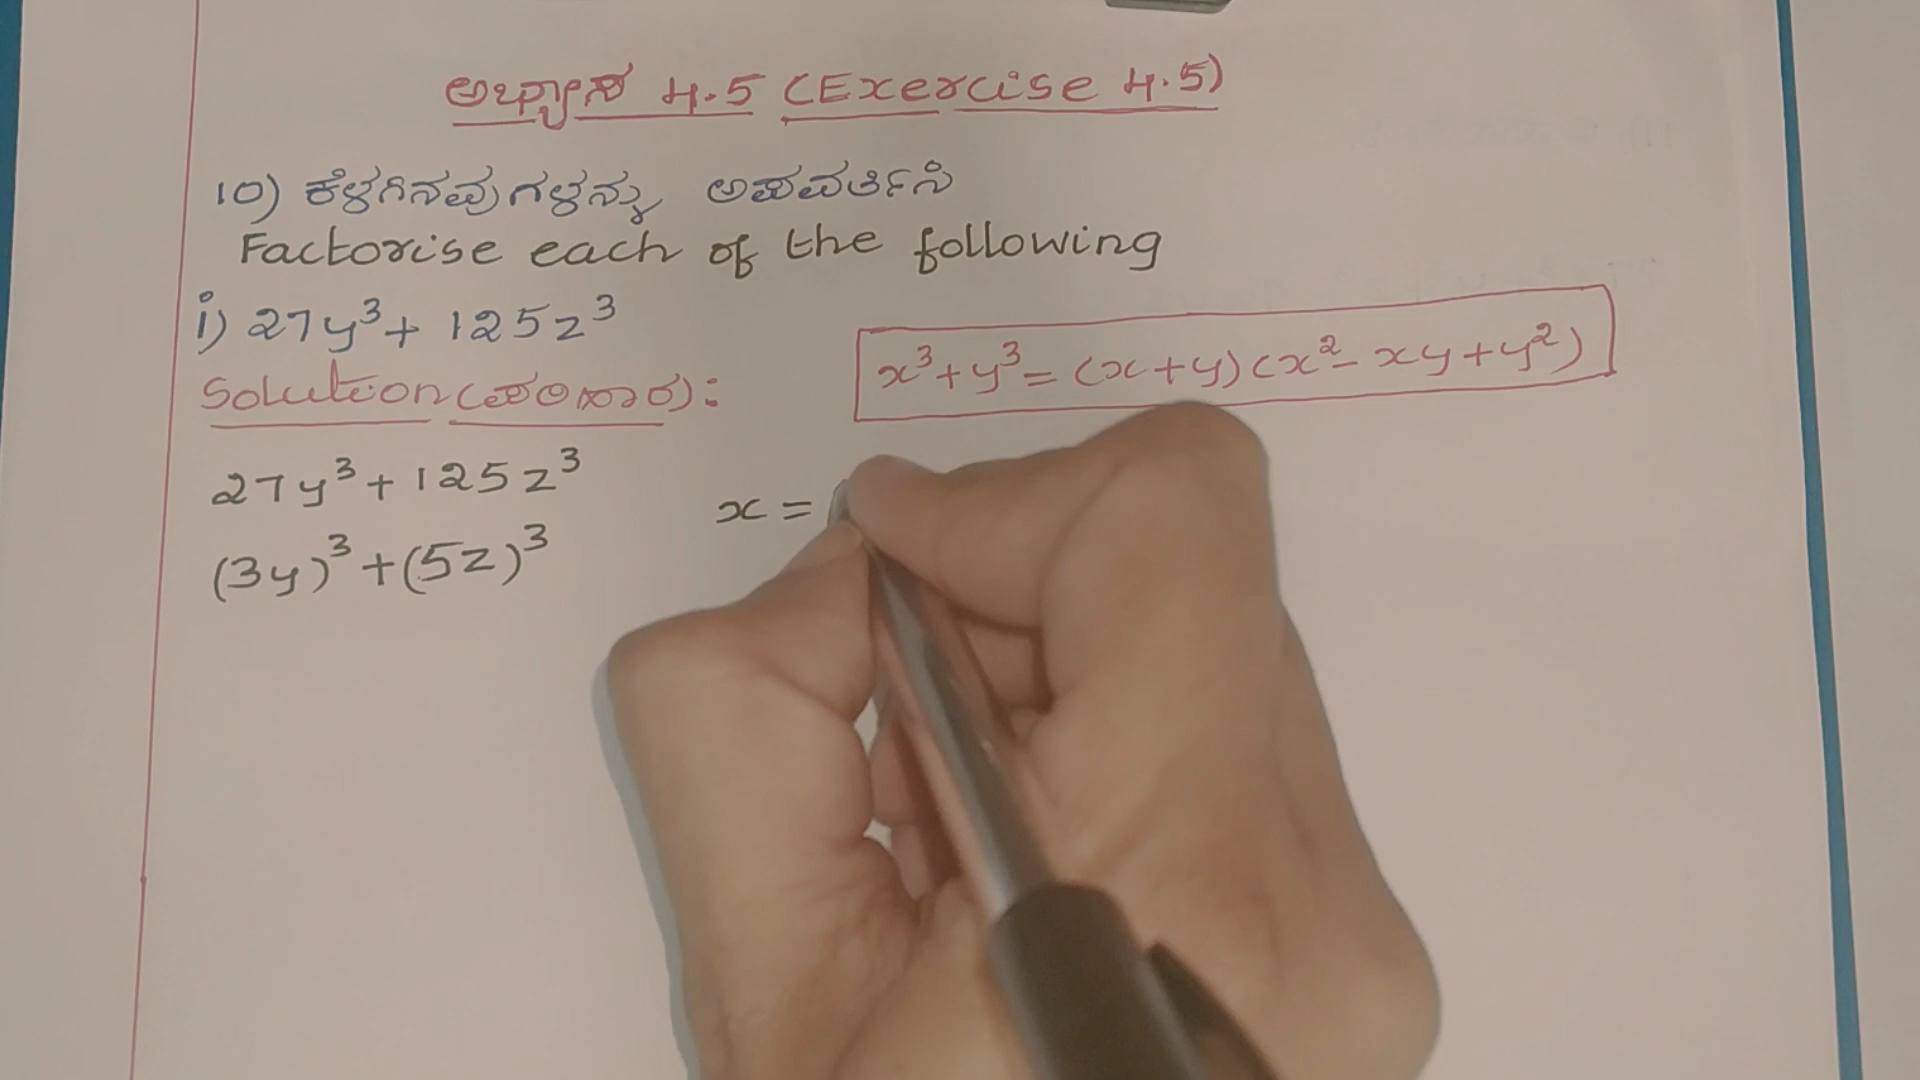 ಅಭ್ಯಾಸ 4.5 (Exercise 4.5)
10) ಕೆಳಗಿನವುಗಳನ್ನು ಅಪವರ್ತಿಸಿ
Factorise each of the following
i) 27y³ + 125z³
x³+y³ = (x+y)(x²-xy+y²)
Solution (ಪರಿಹಾರ):
27y³ + 125z³
x =
(3y)³ + (5z)³